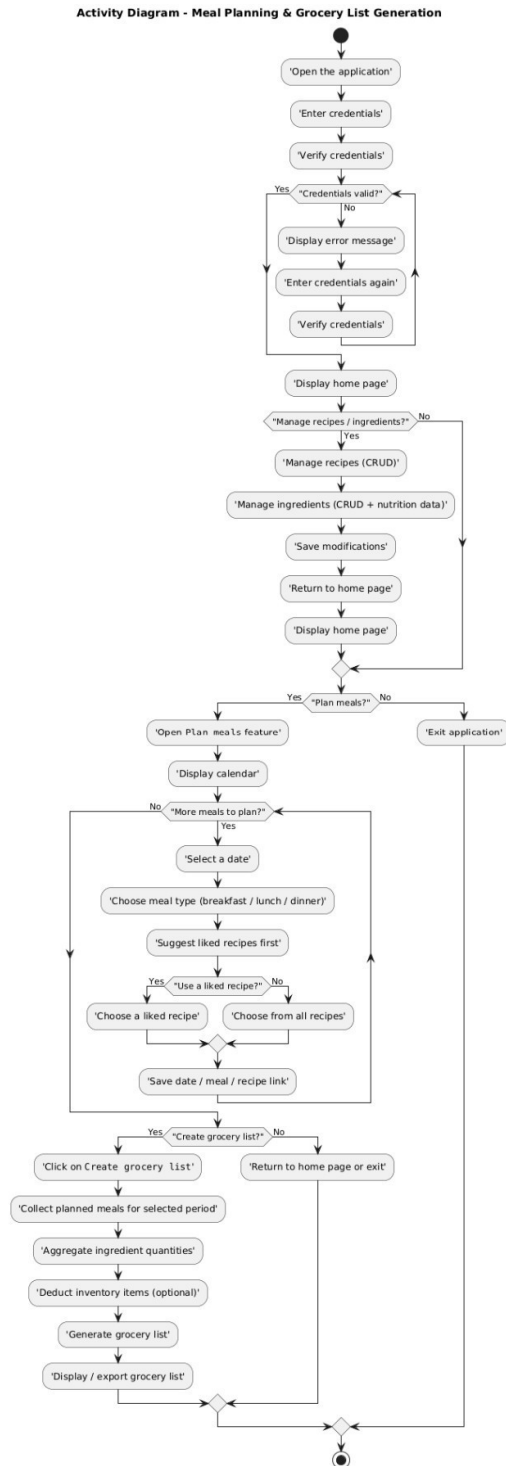 Activity Diagram - Meal Planning & Grocery List Generation
'Open the application'
'Enter credentials'
'Verify credentials'
Yes
"Credentials valid?"
No
'Display error message'
'Enter credentials again'
'Verify credentials'
'Display home page'
"Manage recipes / ingredients?"
No
Yes
'Manage recipes (CRUD)'
'Manage ingredients (CRUD + nutrition data)'
'Save modifications'
'Return to home page'
'Display home page'
Yes
"Plan meals?"
No
'Open Plan meals feature'
'Exit application'
'Display calendar'
No
"More meals to plan?"
Yes
'Select a date'
'Choose meal type (breakfast / lunch / dinner)'
'Suggest liked recipes first'
Yes
"Use a liked recipe?"
No
'Choose a liked recipe'
'Choose from all recipes'
'Save date / meal / recipe link'
Yes
"Create grocery list?"
No
'Click on Create grocery list'
'Return to home page or exit'
'Collect planned meals for selected period'
'Aggregate ingredient quantities'
'Deduct inventory items (optional)'
'Generate grocery list'
'Display / export grocery list'